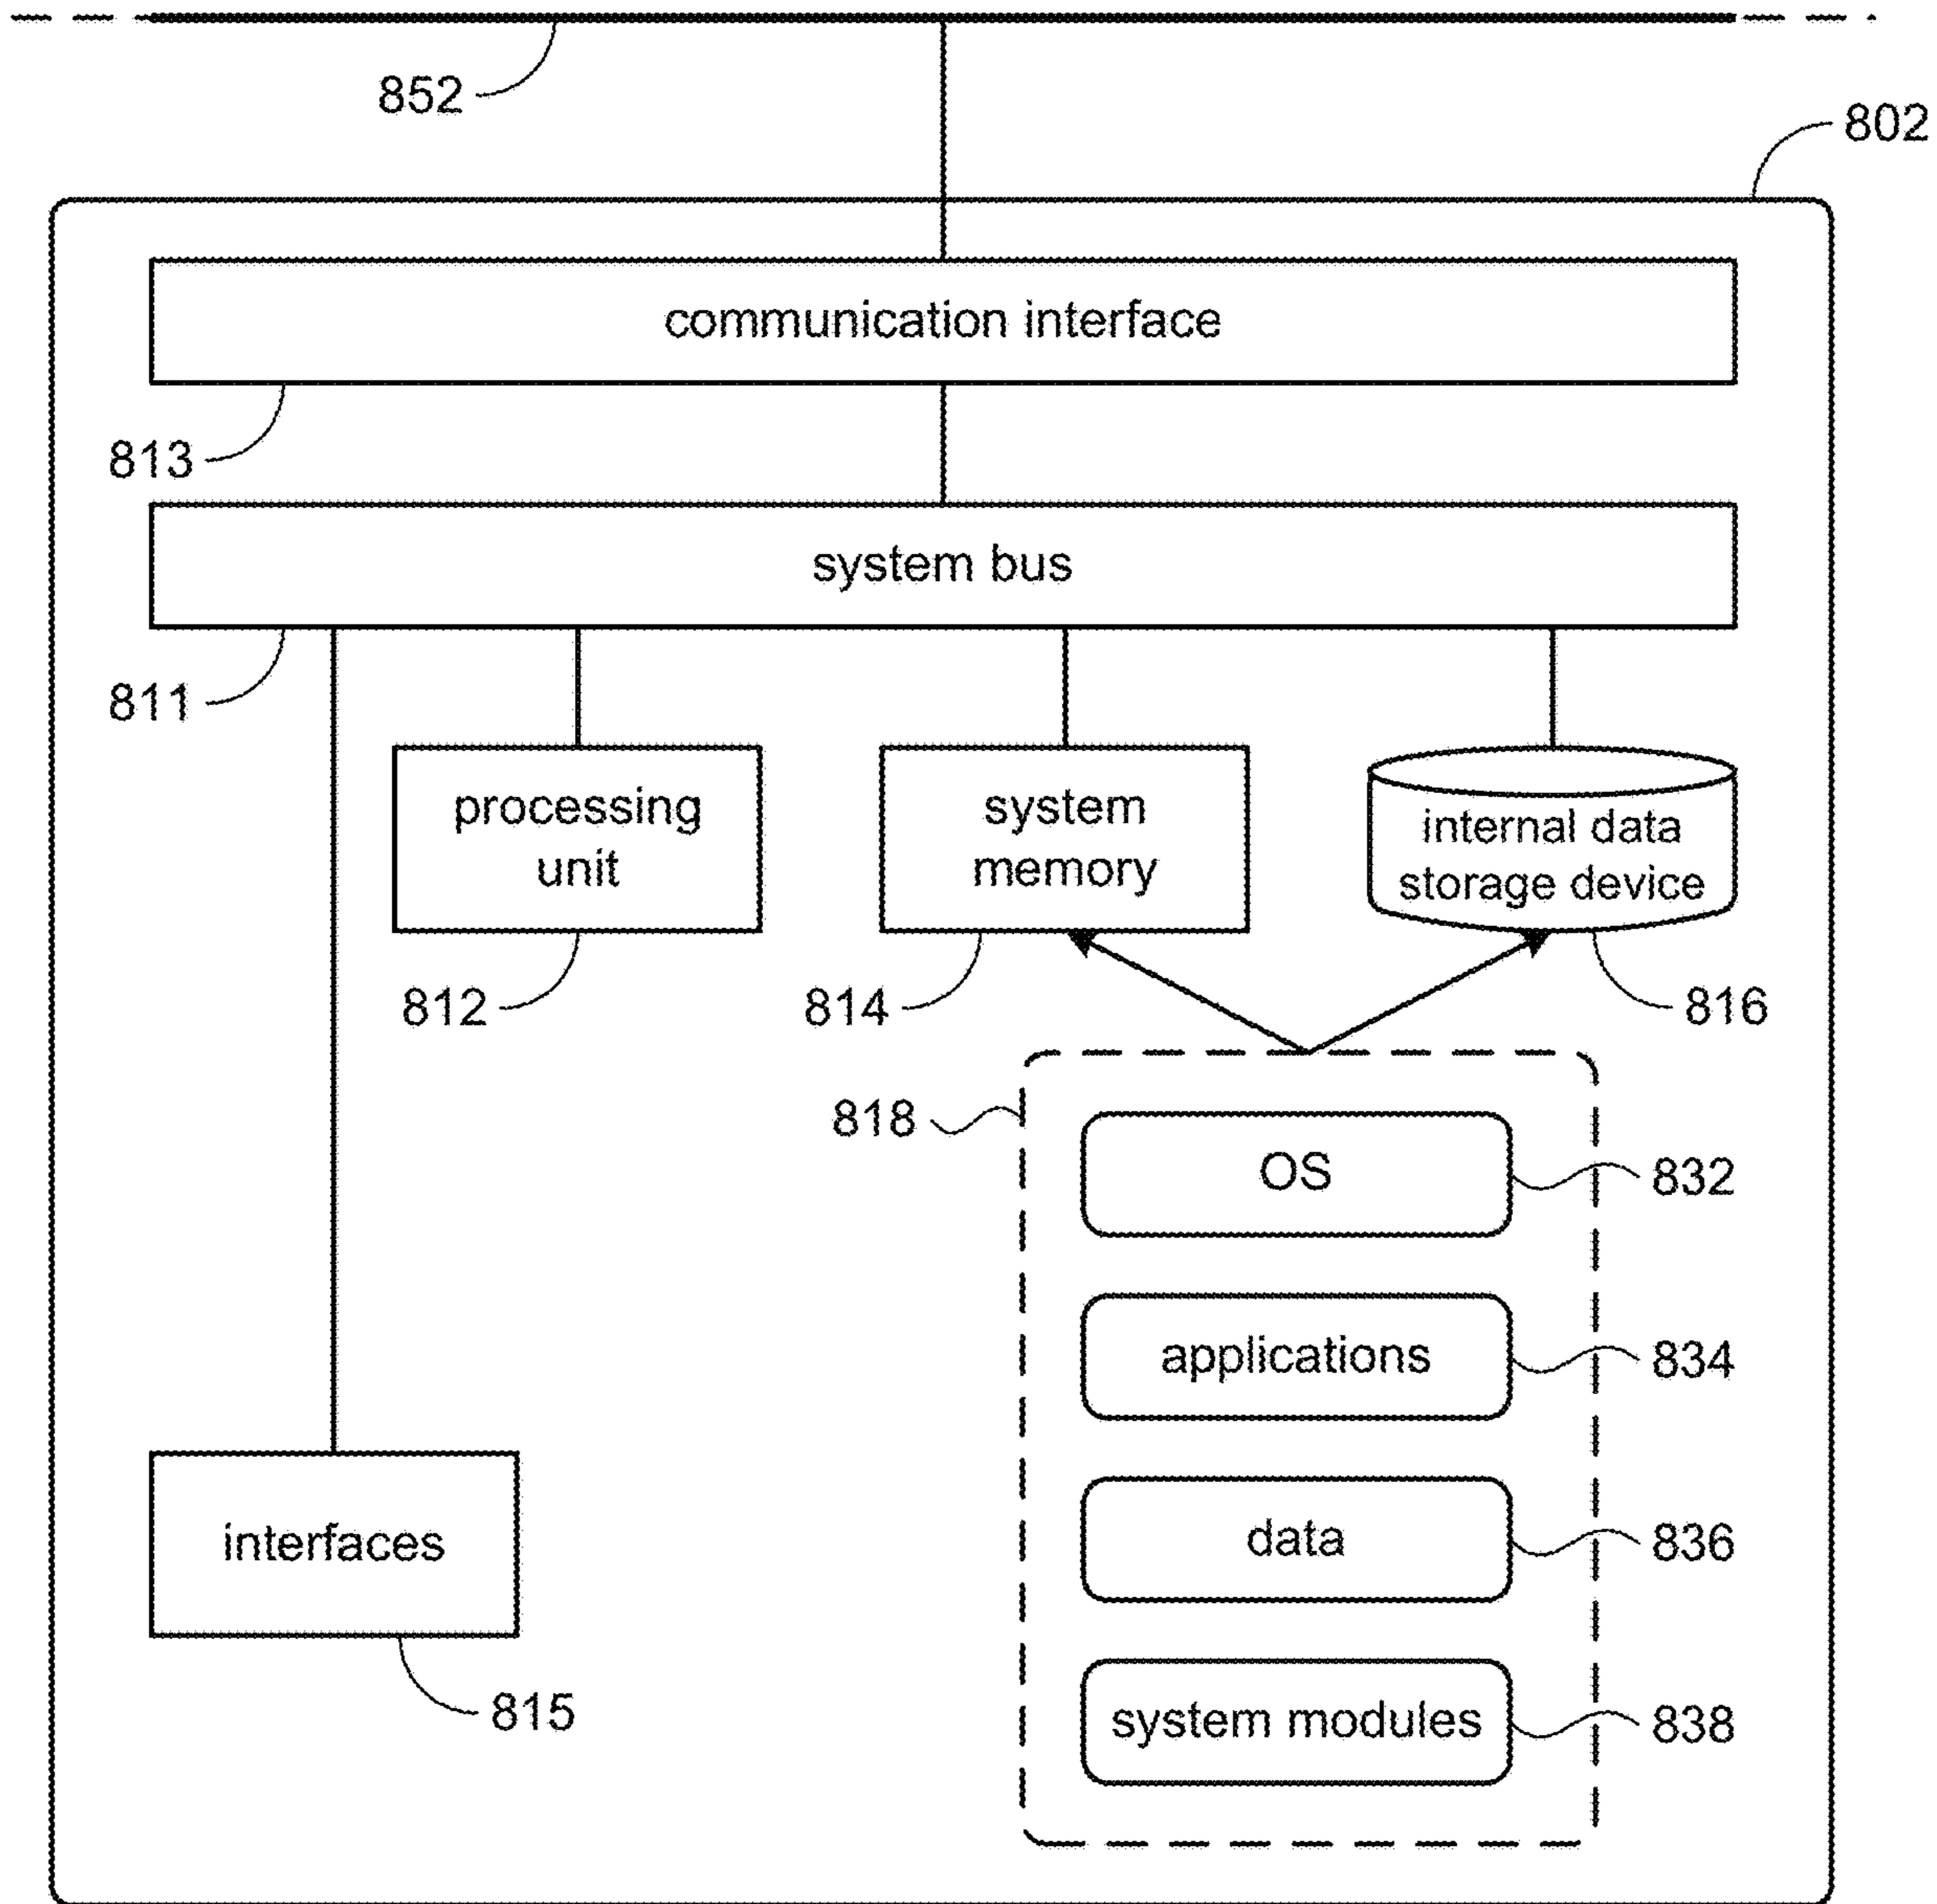 852
802
communication interface
813
system bus
811
processing
unit
system
memory
internal data
storage device
812
814
816
818
OS
832
applications
834
data
836
interfaces
815
system modules
838